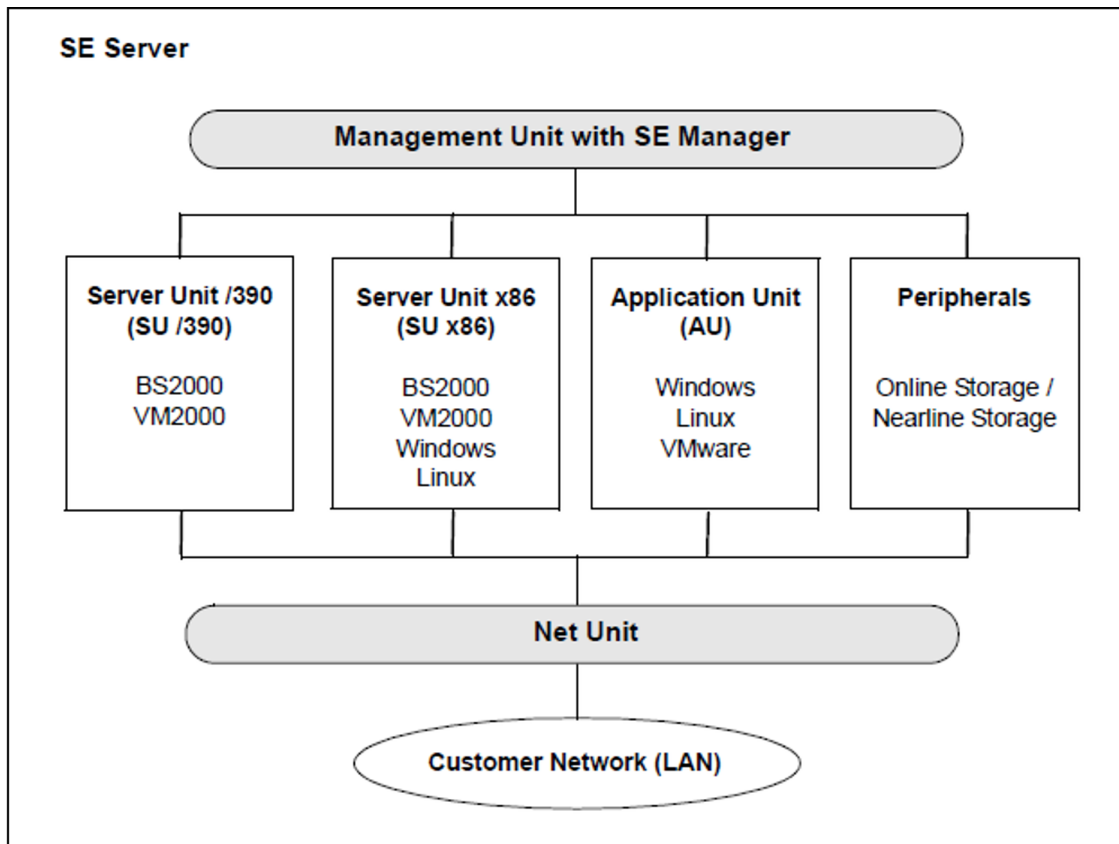 SE Server
Management Unit with SE Manager
Server Unit /390
(SU /390)
BS2000
VM2000
Server Unit x86
(SU x86)
BS2000
VM2000
Windows
Linux
Application Unit
(AU)
Windows
Linux
VMware
Peripherals
Online Storage /
Nearline Storage
Net Unit
Customer Network (LAN)